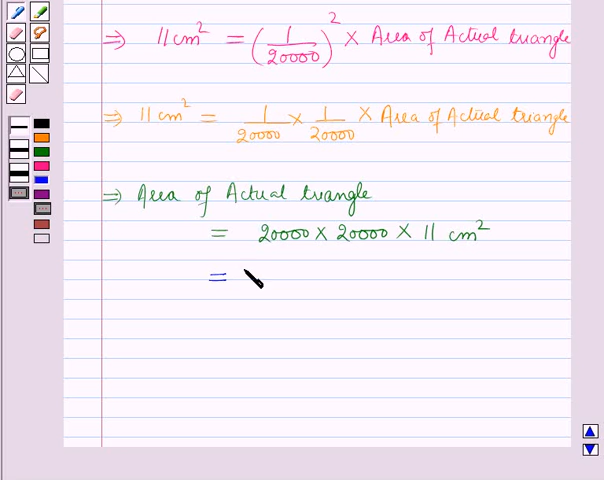 ⇒ 11 cm² = (1/20000)² × Area of Actual triangle
⇒ 11 cm² = 1/20000 × 1/20000 × Area of Actual triangle
⇒ Area of Actual triangle
= 20000 × 20000 × 11 cm²
=